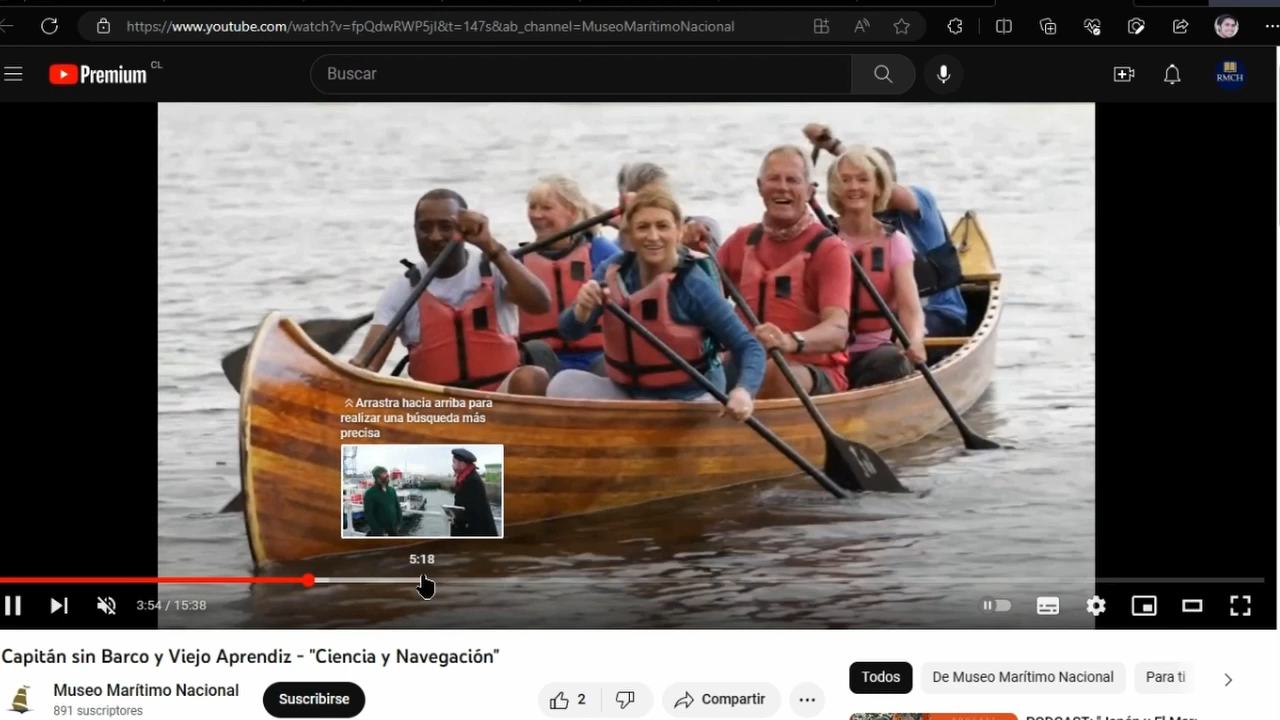 https://www.youtube.com/watch?v=fpQdwRWP5jI&t=147s&ab_channel=MuseoMarítimoNacional
Premium CL
Buscar
RMCH
Arrastra hacia arriba para
realizar una búsqueda más
precisa
5:18
3:54 / 15:38
Capitán sin Barco y Viejo Aprendiz - "Ciencia y Navegación"
Museo Marítimo Nacional
891 suscriptores
Suscribirse
2
Compartir
Todos
De Museo Marítimo Nacional
Para ti